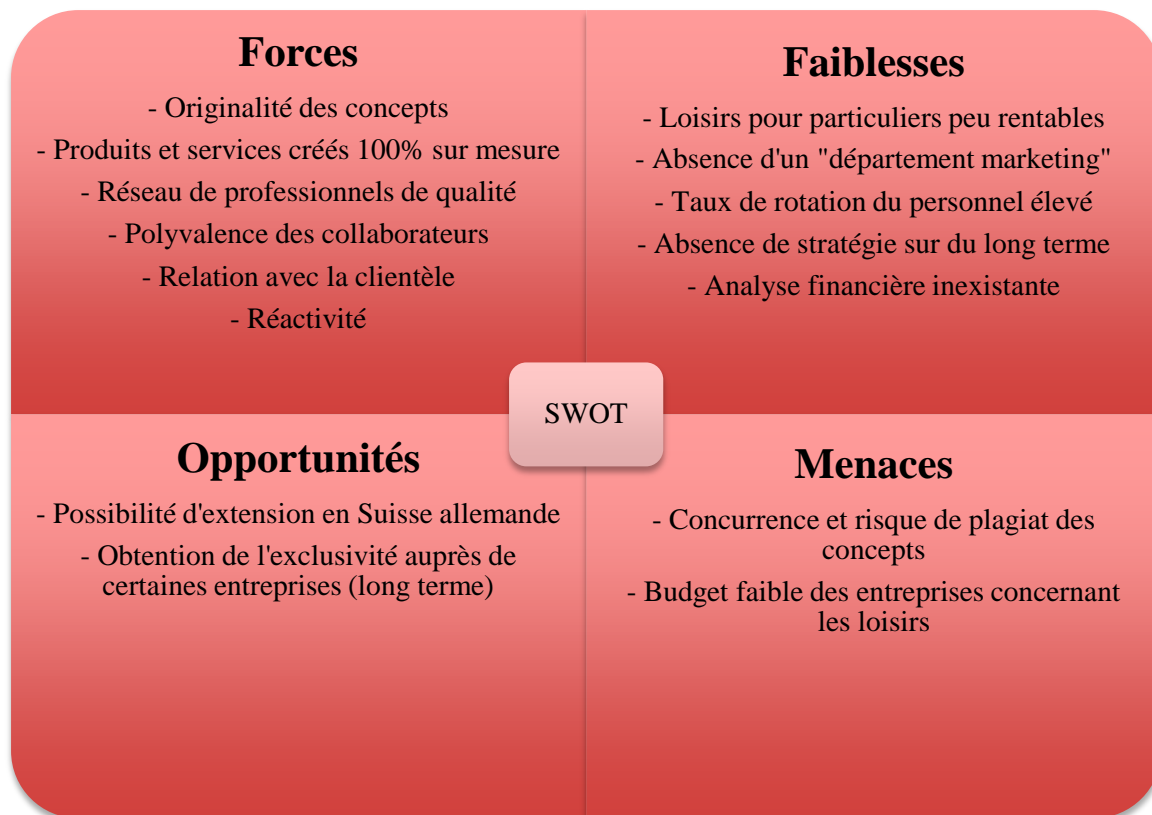 Forces
- Originalité des concepts
- Produits et services créés 100% sur mesure
- Réseau de professionnels de qualité
- Polyvalence des collaborateurs
- Relation avec la clientèle
- Réactivité
Faiblesses
- Loisirs pour particuliers peu rentables
- Absence d'un "département marketing"
- Taux de rotation du personnel élevé
- Absence de stratégie sur du long terme
- Analyse financière inexistante
SWOT
Opportunités
- Possibilité d'extension en Suisse allemande
- Obtention de l'exclusivité auprès de
certaines entreprises (long terme)
Menaces
- Concurrence et risque de plagiat des
concepts
- Budget faible des entreprises concernant
les loisirs